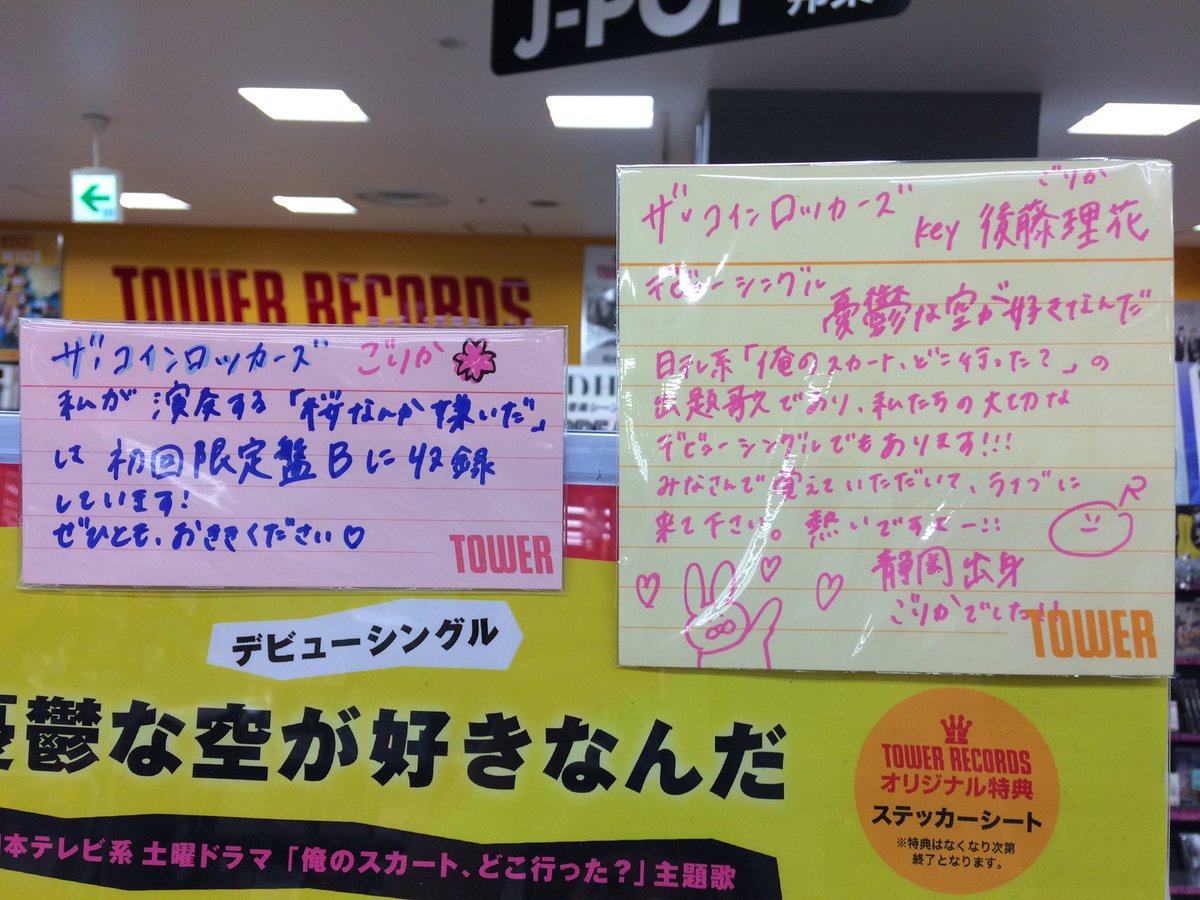 J-POP
TOWER RECORDS
ザ・コインロッカーズ ごりか
私が演奏する「桜なんか嫌いだ」
は 初回限定盤Bに収録
しています!
ぜひとも、おききください♡
TOWER
ザ・コインロッカーズ
ごりか
key 後藤理花
デビューシングル
憂鬱な空が好きなんだ
日テレ系「俺のスカート、どこ行った?」の
主題歌であり、私たちの大切な
デビューシングルでもあります!!!
みなさんで覚えていただいて、ライブに
来て下さい。熱いですよー!!
静岡出身
ごりかでした!!
TOWER
デビューシングル
憂鬱な空が好きなんだ
本テレビ系 土曜ドラマ「俺のスカート、どこ行った?」主題歌
TOWER RECORDS
オリジナル特典
ステッカーシート
※特典はなくなり次第
終了となります。